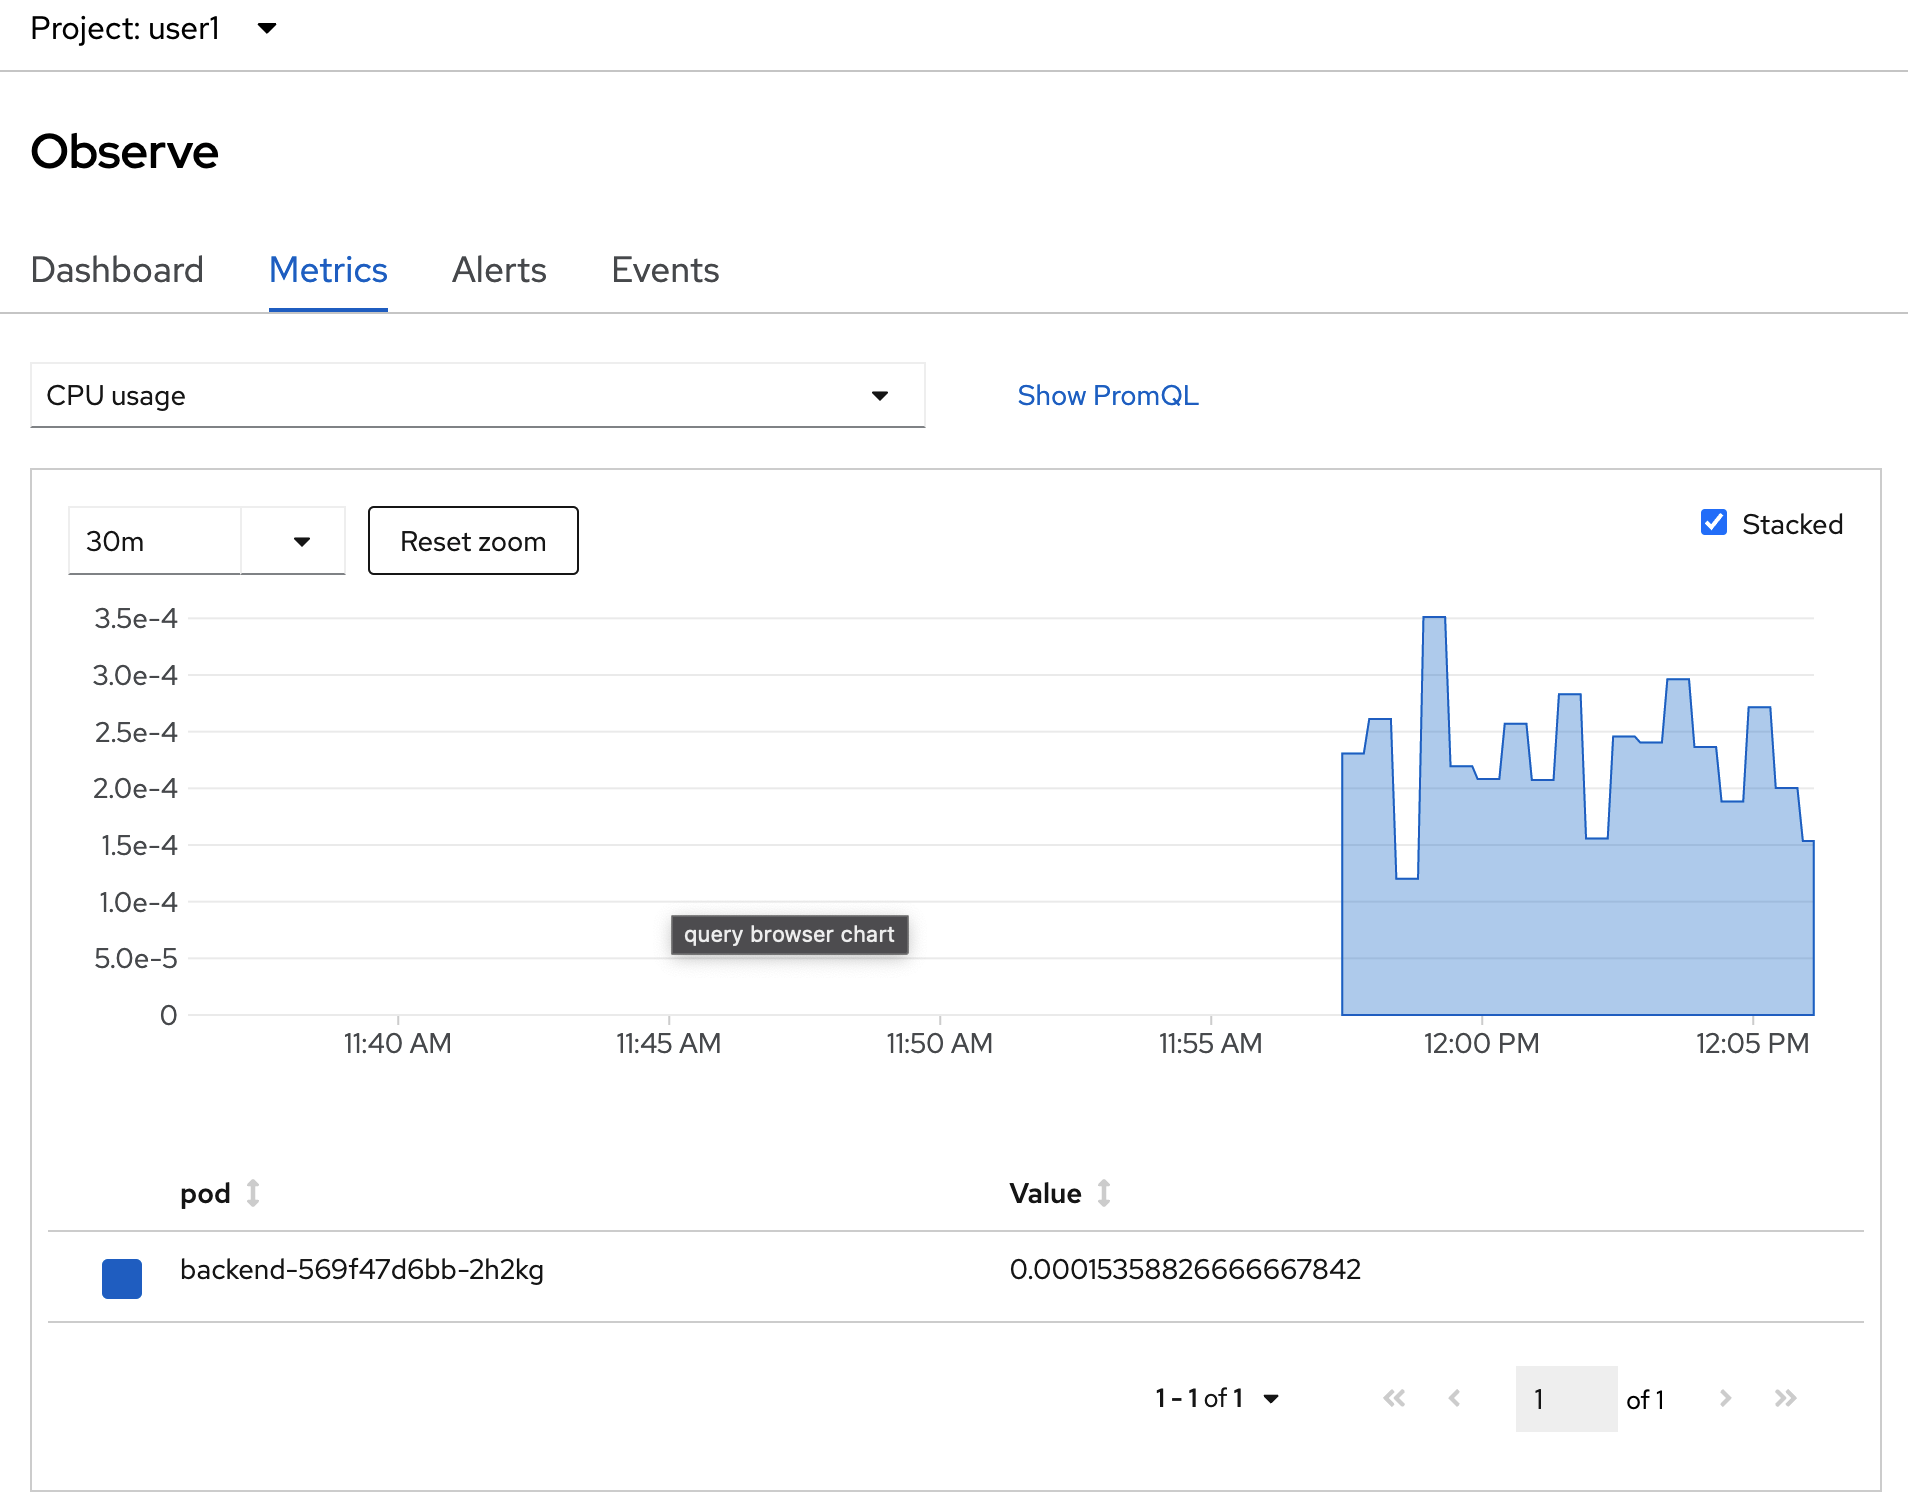 Project: user1
Observe
Dashboard Metrics Alerts Events
CPU usage Show PromQL
30m Reset zoom Stacked
3.5e-4
3.0e-4
2.5e-4
2.0e-4
1.5e-4
1.0e-4
query browser chart
5.0e-5
0
11:40 AM 11:45 AM 11:50 AM 11:55 AM 12:00 PM 12:05 PM
pod Value
backend-569f47d6bb-2h2kg 0.00015358826666667842
1 - 1 of 1 1 of 1